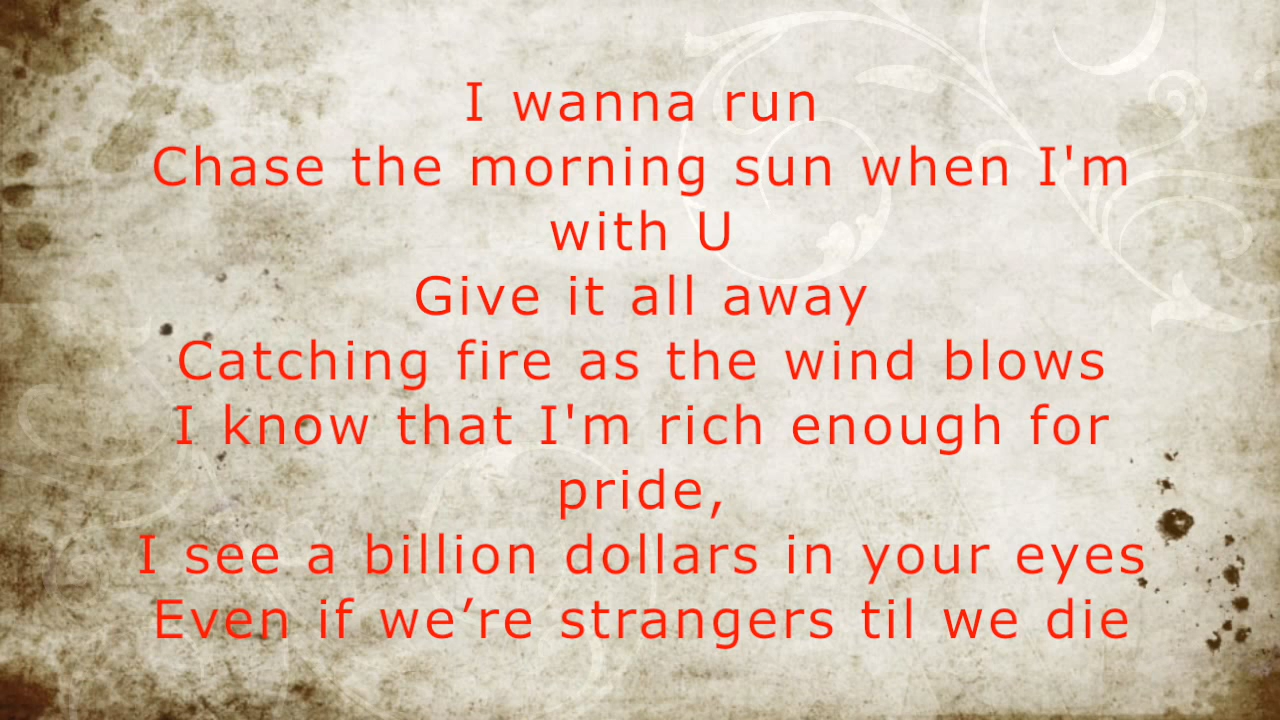 I wanna run
Chase the morning sun when I'm
with U
Give it all away
Catching fire as the wind blows
I know that I'm rich enough for
pride,
I see a billion dollars in your eyes
Even if we’re strangers til we die